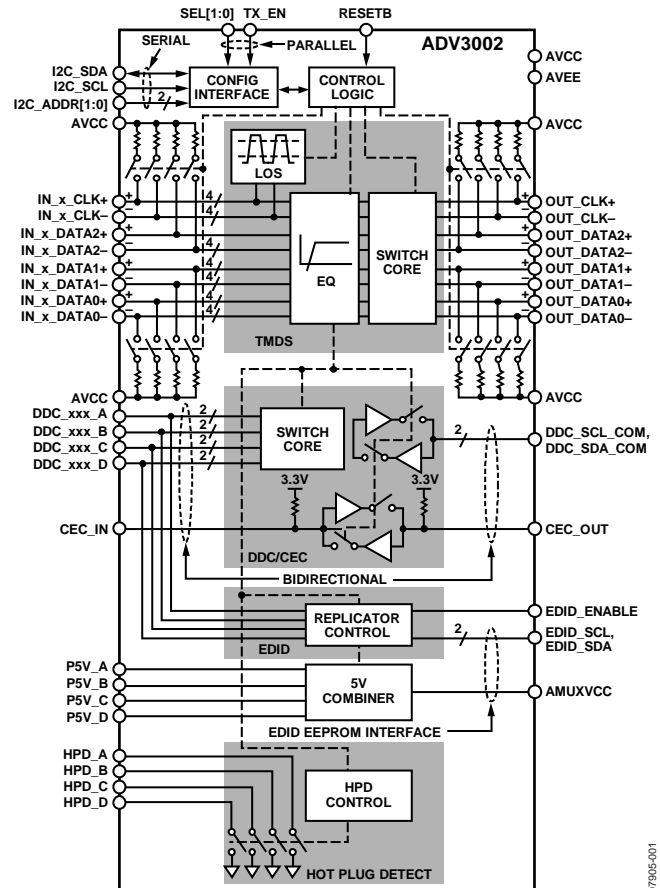 SEL[1:0] TX_EN RESETB
SERIAL
PARALLEL
ADV3002
AVCC
AVEE
I2C_SDA
I2C_SCL
I2C_ADDR[1:0]
2
CONFIG
INTERFACE
CONTROL
LOGIC
AVCC
AVCC
LOS
IN_x_CLK+
IN_x_CLK–
IN_x_DATA2+
IN_x_DATA2–
IN_x_DATA1+
IN_x_DATA1–
IN_x_DATA0+
IN_x_DATA0–
+
–
+
–
+
–
+
–
4
4
4
4
4
4
4
4
EQ
SWITCH
CORE
TMDS
+
–
+
–
+
–
+
–
OUT_CLK+
OUT_CLK–
OUT_DATA2+
OUT_DATA2–
OUT_DATA1+
OUT_DATA1–
OUT_DATA0+
OUT_DATA0–
AVCC
AVCC
DDC_xxx_A
DDC_xxx_B
DDC_xxx_C
DDC_xxx_D
2
2
2
2
SWITCH
CORE
2
DDC_SCL_COM,
DDC_SDA_COM
3.3V
3.3V
CEC_IN
CEC_OUT
DDC/CEC
BIDIRECTIONAL
REPLICATOR
CONTROL
EDID
EDID_ENABLE
2
EDID_SCL,
EDID_SDA
P5V_A
P5V_B
P5V_C
P5V_D
5V
COMBINER
AMUXVCC
EDID EEPROM INTERFACE
HPD_A
HPD_B
HPD_C
HPD_D
HPD
CONTROL
HOT PLUG DETECT
7905-001